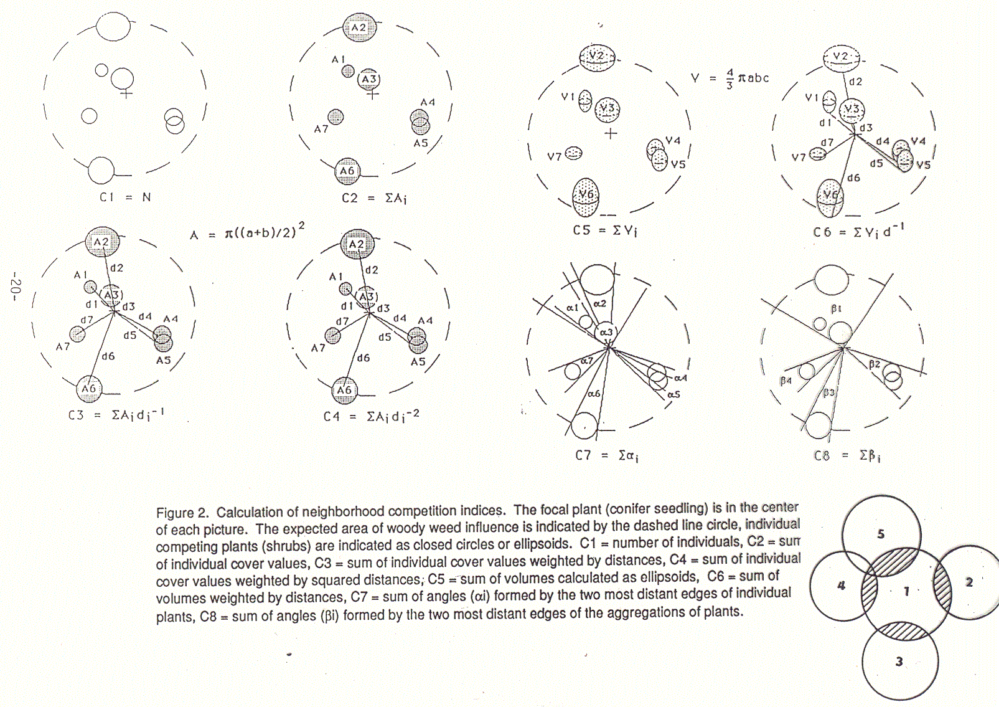 A2
A1
A3
A4
A7
A5
A6
C1 = N
C2 = ΣAi
V2
V1
V3
V4
V7
V5
V6
C5 = ΣVi
V = 4/3 πabc
V2
d2
V1
V3
d1
d3
d7
d4
V4
V7
d5
V5
d6
V6
C6 = ΣVi d⁻¹
A = π((a+b)/2)²
A2
d2
A1
A3
d1
d3
d7
d4
A4
A7
d5
A5
d6
A6
C3 = ΣAidi⁻¹
A2
d2
A1
A3
d1
d3
d7
d4
A4
A7
d5
A5
d6
A6
C4 = ΣAidi⁻²
α1
α2
α3
α7
α4
α6
α5
C7 = Σαi
β1
β2
β4
β3
C8 = Σβi
-20-
Figure 2. Calculation of neighborhood competition indices. The focal plant (conifer seedling) is in the center
of each picture. The expected area of woody weed influence is indicated by the dashed line circle, individual
competing plants (shrubs) are indicated as closed circles or ellipsoids. C1 = number of individuals, C2 = sum
of individual cover values, C3 = sum of individual cover values weighted by distances, C4 = sum of individual
cover values weighted by squared distances, C5 = sum of volumes calculated as ellipsoids, C6 = sum of
volumes weighted by distances, C7 = sum of angles (αi) formed by the two most distant edges of individual
plants, C8 = sum of angles (βi) formed by the two most distant edges of the aggregations of plants.
5
4
1
2
3